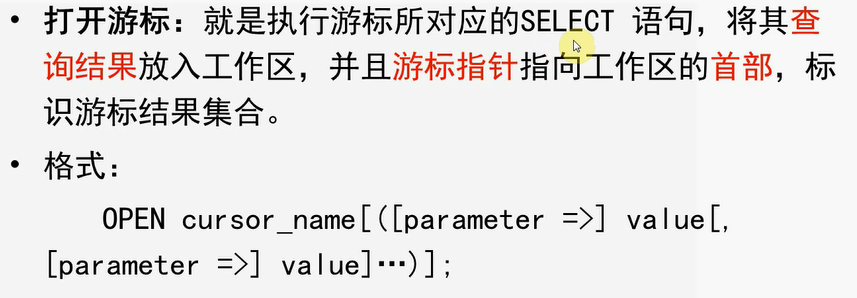 • 打开游标：就是执行游标所对应的SELECT 语句，将其查
询结果放入工作区，并且游标指针指向工作区的首部，标
识游标结果集合。
• 格式：
OPEN cursor_name[([parameter =>] value[,
[parameter =>] value]…)];